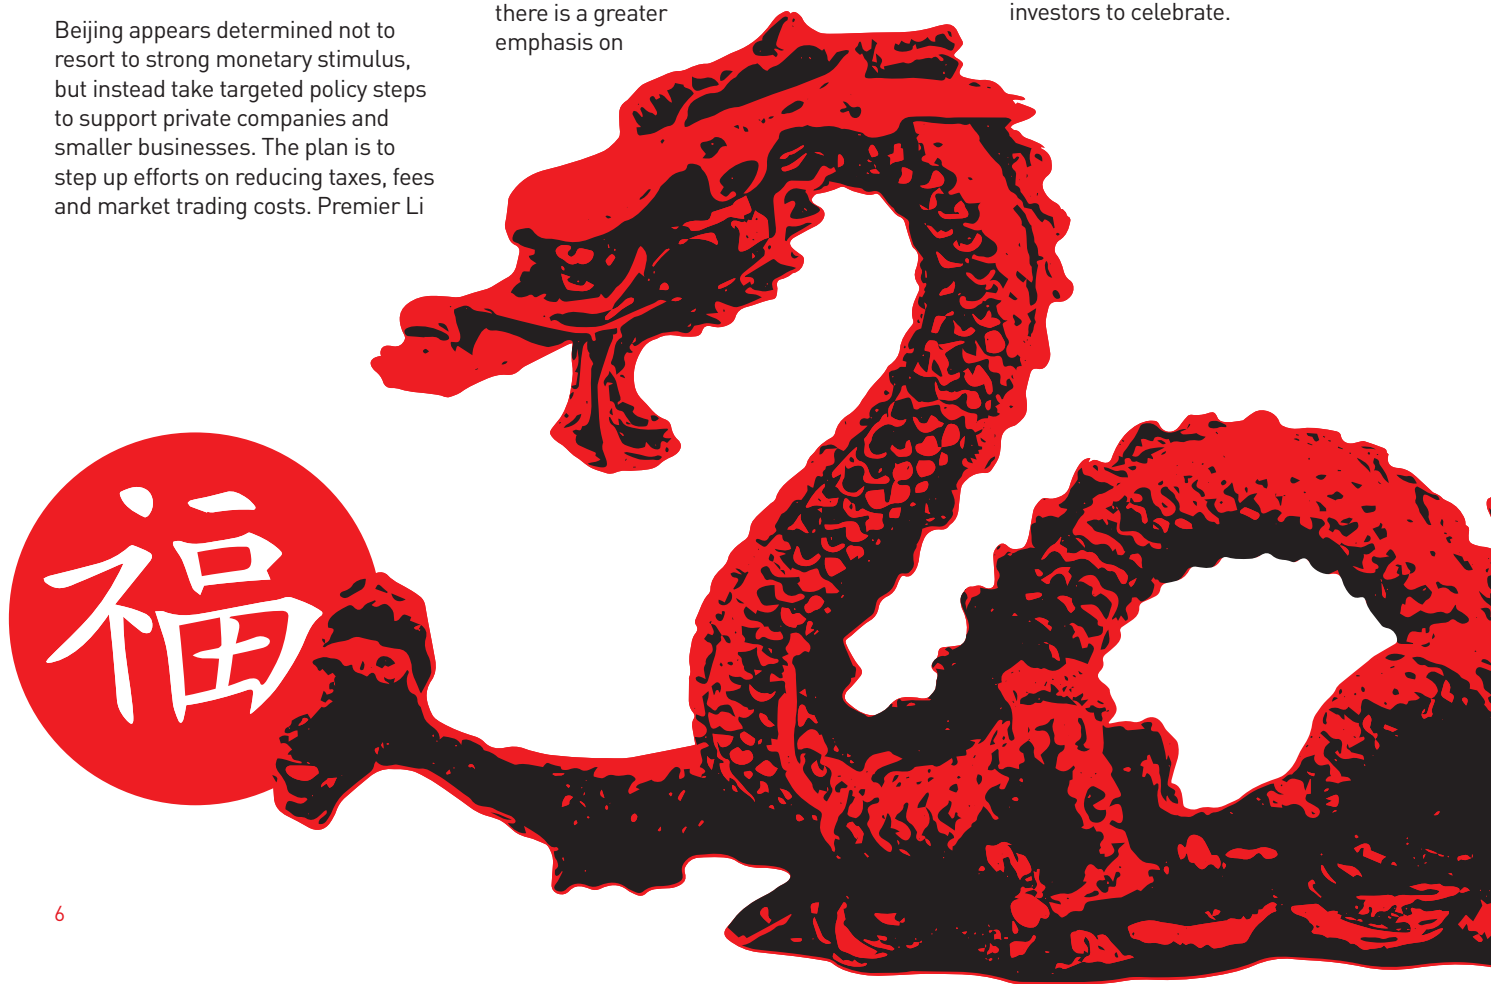 Beijing appears determined not to
resort to strong monetary stimulus,
but instead take targeted policy steps
to support private companies and
smaller businesses. The plan is to
step up efforts on reducing taxes, fees
and market trading costs. Premier Li
there is a greater
emphasis on
investors to celebrate.
福
6